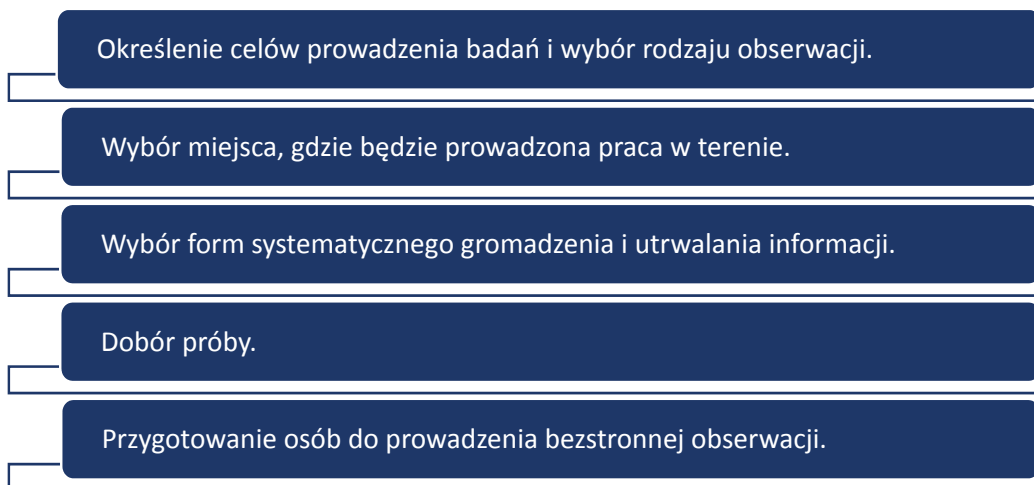 Określenie celów prowadzenia badań i wybór rodzaju obserwacji.
Wybór miejsca, gdzie będzie prowadzona praca w terenie.
Wybór form systematycznego gromadzenia i utrwalania informacji.
Dobór próby.
Przygotowanie osób do prowadzenia bezstronnej obserwacji.